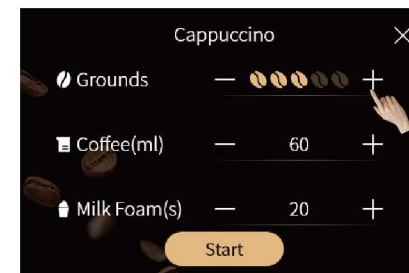 Cappuccino
Grounds
Coffee(ml) 60
Milk Foam(s) 20
Start